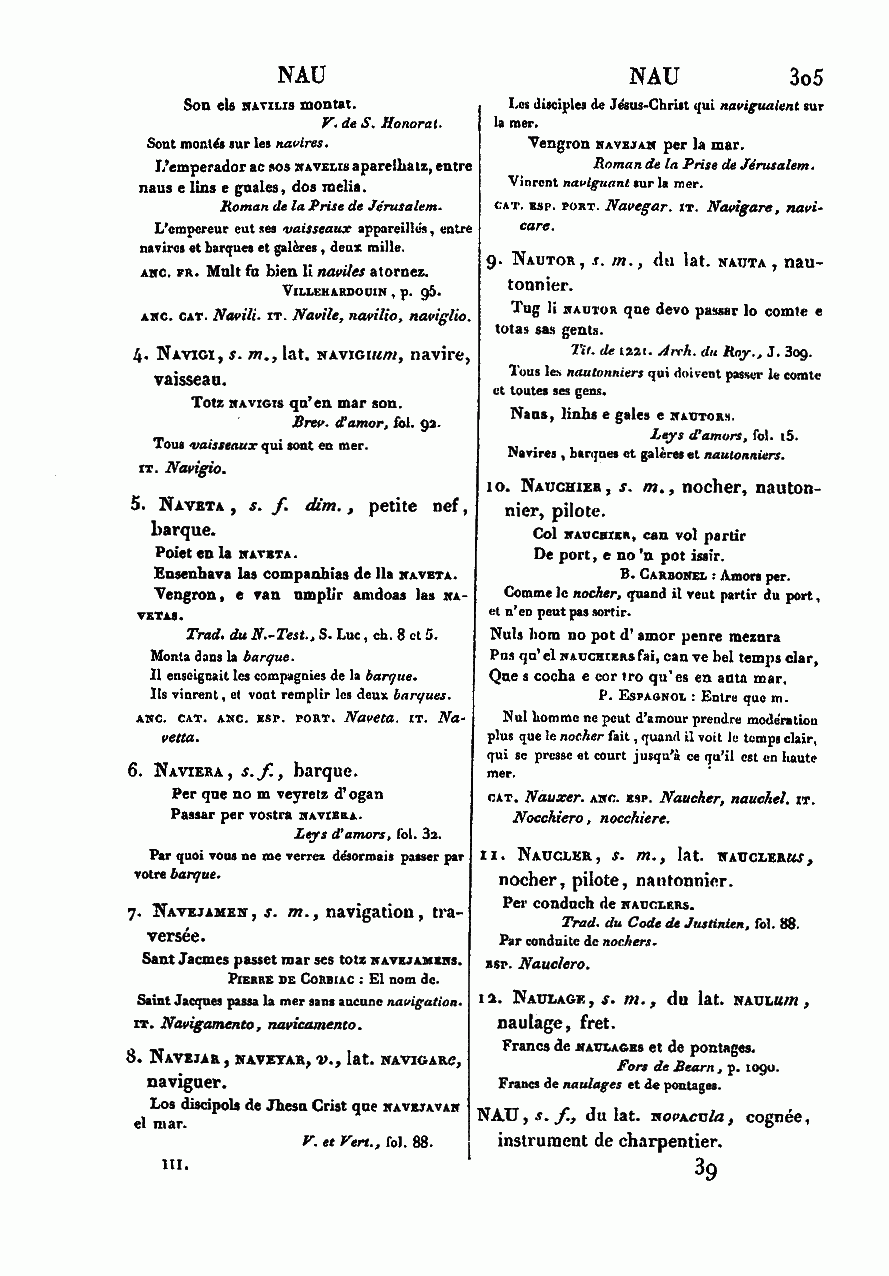 NAU
NAU 305
Son els NAVILIS montat.
V. de S. Honorat.
Sont montés sur les navires.
L'emperador ac sos NAVELIS aparelhatz, entre
naus e lins e guales, dos melia.
Roman de la Prise de Jérusalem.
L'empereur eut ses vaisseaux appareillés, entre
navires et barques et galères, deux mille.
ANC. FR. Mult fu bien li naviles atornez.
VILLEHARDOUIN, p. 95.
ANC. CAT. Navili. IT. Navile, navilio, naviglio.
4. NAVIGI, s. m., lat. NAVIGIum, navire,
vaisseau.
Totz NAVIGIS qu'en mar son.
Brev. d'amor, fol. 92.
Tous vaisseaux qui sont en mer.
IT. Navigio.
5. NAVETA, s. f. dim., petite nef,
barque.
Poiet en la NAVETA.
Ensenhava las companhias de lla NAVETA.
Vengron, e van umplir amdoas las NA-
VETAS.
Trad. du N.-Test., S. Luc, ch. 8 et 5.
Monta dans la barque.
Il enseignait les compagnies de la barque.
Ils vinrent, et vont remplir les deux barques.
ANC. CAT. ANC. ESP. PORT. Naveta. IT. Na-
vetta.
6. NAVIERA, s. f., barque.
Per que no m veyretz d'ogan
Passar per vostra NAVIERA.
Leys d'amors, fol. 32.
Par quoi vous ne me verrez désormais passer par
votre barque.
7. NAVEJAMEN, s. m., navigation, tra-
versée.
Sant Jacmes passet mar ses totz NAVEJAMENS.
PIERRE DE CORBIAC : El nom de.
Saint Jacques passa la mer sans aucune navigation.
IT. Navigamento, navicamento.
8. NAVEJAR, NAVEYAR, v., lat. NAVIGARe,
naviguer.
Los discipols de Jhesu Crist que NAVEJAVAN
el mar.
V. et Vert., fol. 88.
III.
Les disciples de Jésus-Christ qui naviguaient sur
la mer.
Vengron NAVEJAN per la mar.
Roman de la Prise de Jérusalem.
Vinrent naviguant sur la mer.
CAT. ESP. PORT. Navegar. IT. Navigare, navi-
care.
9. NAUTOR, s. m., du lat. NAUTA, nau-
tonnier.
Tug li NAUTOR que devo passar lo comte e
totas sas gents.
Tit. de 1221. Arch. du Roy., J. 309.
Tous les nautonniers qui doivent passer le comte
et toutes ses gens.
Naus, linhs e gales e NAUTORS.
Leys d'amors, fol. 15.
Navires, barques et galères et nautonniers.
10. NAUCHIER, s. m., nocher, nauton-
nier, pilote.
Col NAUCHIER, can vol partir
De port, e no'n pot issir.
B. CARBONEL : Amors per.
Comme le nocher, quand il veut partir du port,
et n'en peut pas sortir.
Nuls hom no pot d'amor penre mezura
Pus qu'el NAUCHIERS fai, can ve bel temps clar,
Que s cocha e cor tro qu'es en auta mar.
P. ESPAGNOL : Entre que m.
Nul homme ne peut d'amour prendre modération
plus que le nocher fait, quand il voit le temps clair,
qui se presse et court jusqu'à ce qu'il est en haute
mer.
CAT. Nauxer. ANC. ESP. Naucher, nauchel. IT.
Nocchiero, nocchiere.
11. NAUCLER, s. m., lat. NAUCLERus,
nocher, pilote, nautonnier.
Per conduch de NAUCLERS.
Trad. du Code de Justinien, fol. 88.
Par conduite de nochers.
ESP. Nauclero.
12. NAULAGE, s. m., du lat. NAULum,
naulage, fret.
Francs de NAULAGES et de pontages.
Fors de Bearn, p. 1090.
Francs de naulages et de pontages.
NAU, s. f., du lat. NOVACULA, cognée,
instrument de charpentier.
39